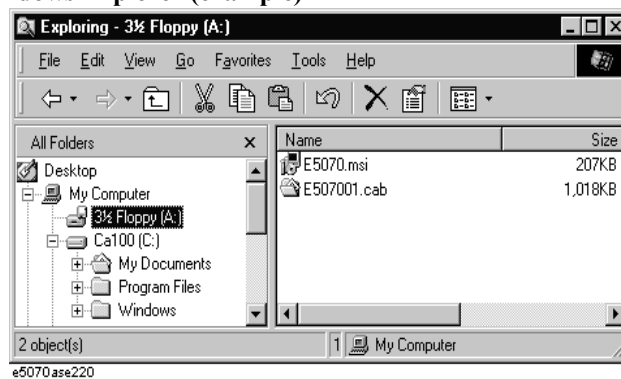 Exploring - 3½ Floppy (A:)
File Edit View Go Favorites Tools Help
All Folders x
Name Size
Desktop
My Computer
3½ Floppy (A:)
Ca100 (C:)
My Documents
Program Files
Windows
E5070.msi 207KB
E507001.cab 1,018KB
2 object(s) 1 My Computer
e5070ase220